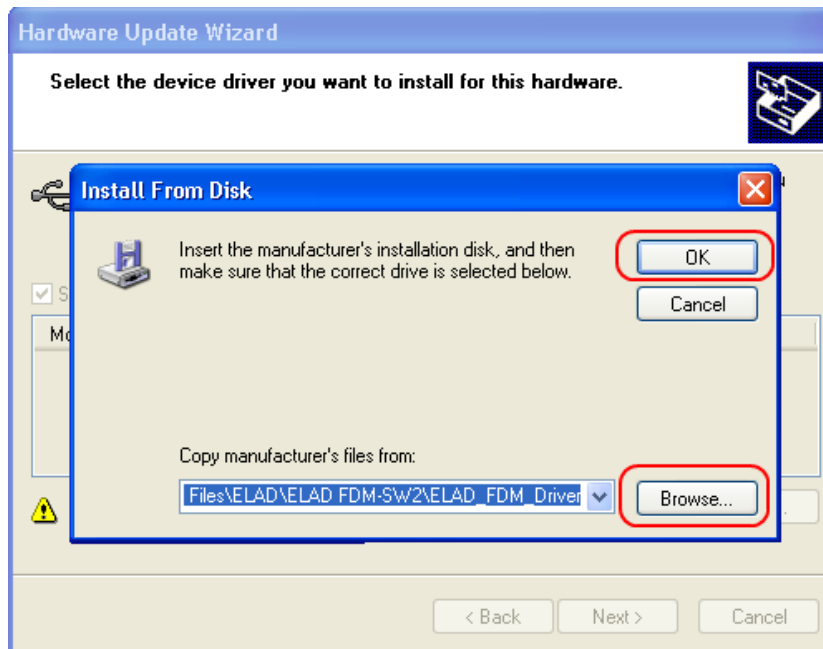 Hardware Update Wizard
Select the device driver you want to install for this hardware.
Install From Disk
Insert the manufacturer's installation disk, and then
make sure that the correct drive is selected below.
OK
Cancel
S
Mo
Copy manufacturer's files from:
Files\ELAD\ELAD FDM-SW2\ELAD_FDM_Driver
Browse...
< Back
Next >
Cancel